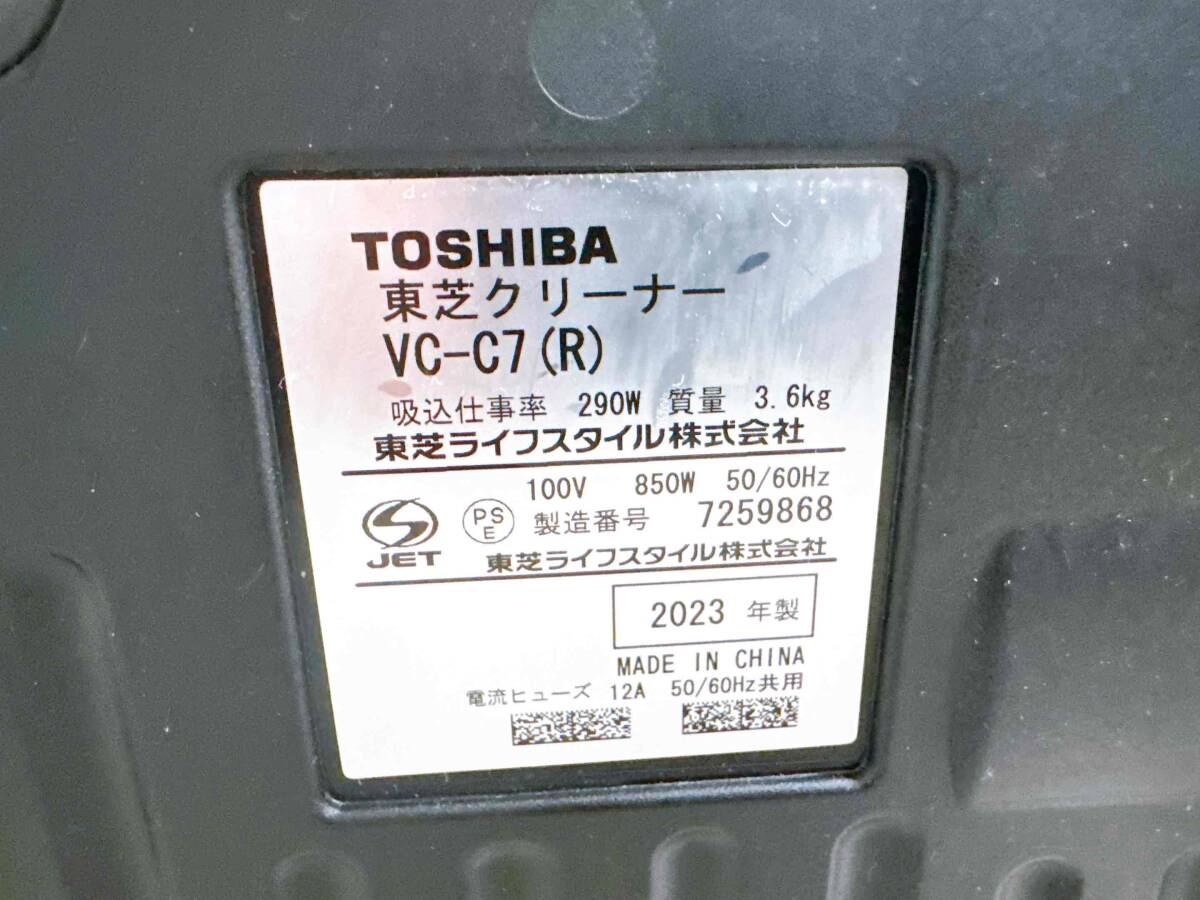 TOSHIBA
東芝クリーナー
VC-C7(R)
吸込仕事率 290W 質量 3.6kg
東芝ライフスタイル株式会社
100V 850W 50/60Hz
JET PSE 製造番号 7259868
東芝ライフスタイル株式会社
2023 年製
MADE IN CHINA
電流ヒューズ 12A 50/60Hz共用